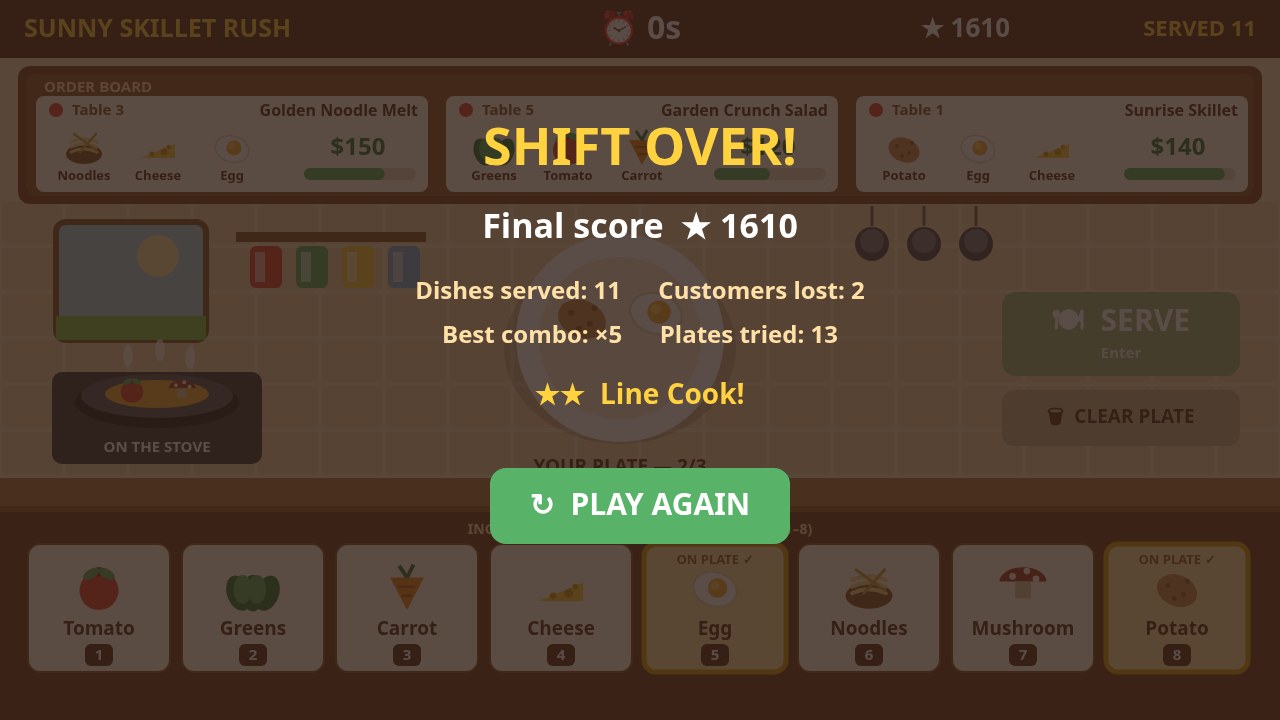 SUNNY SKILLET RUSH
⏰ 0s
★ 1610
SERVED 11
ORDER BOARD
Table 3 Golden Noodle Melt
Noodles Cheese Egg
$150
Table 5 Garden Crunch Salad
Greens Tomato Carrot
Table 1 Sunrise Skillet
Potato Egg Cheese
$140
SHIFT OVER!
Final score ★ 1610
Dishes served: 11 Customers lost: 2
Best combo: ×5 Plates tried: 13
★★ Line Cook!
SERVE
Enter
CLEAR PLATE
ON THE STOVE
YOUR PLATE — 2/3
↻ PLAY AGAIN
Tomato
1
Greens
2
Carrot
3
Cheese
4
ON PLATE ✓
Egg
5
Noodles
6
Mushroom
7
ON PLATE ✓
Potato
8